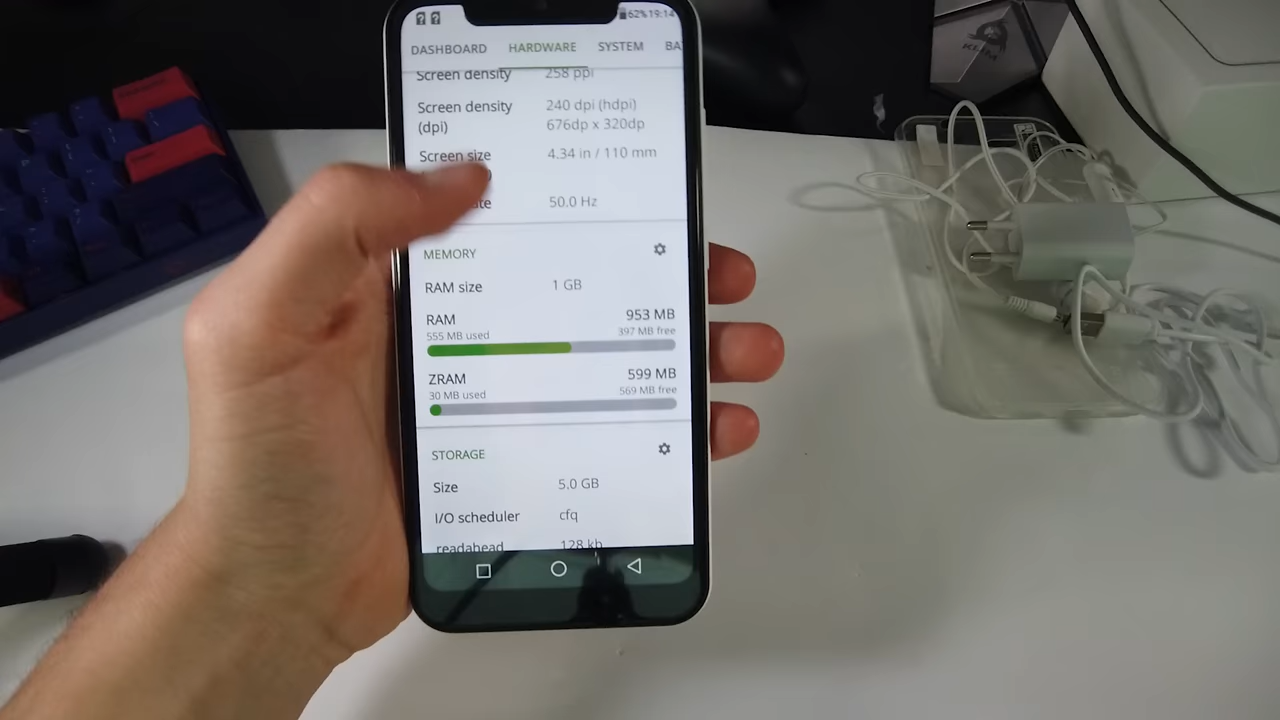 62% 19:14
DASHBOARD HARDWARE SYSTEM BA
Screen density 258 ppi
Screen density (dpi) 240 dpi (hdpi)
676dp x 320dp
Screen size 4.34 in / 110 mm
50.0 Hz
MEMORY
RAM size 1 GB
RAM 953 MB
555 MB used 397 MB free
ZRAM 599 MB
30 MB used 569 MB free
STORAGE
Size 5.0 GB
I/O scheduler cfq
readahead 128 kb
KLIM